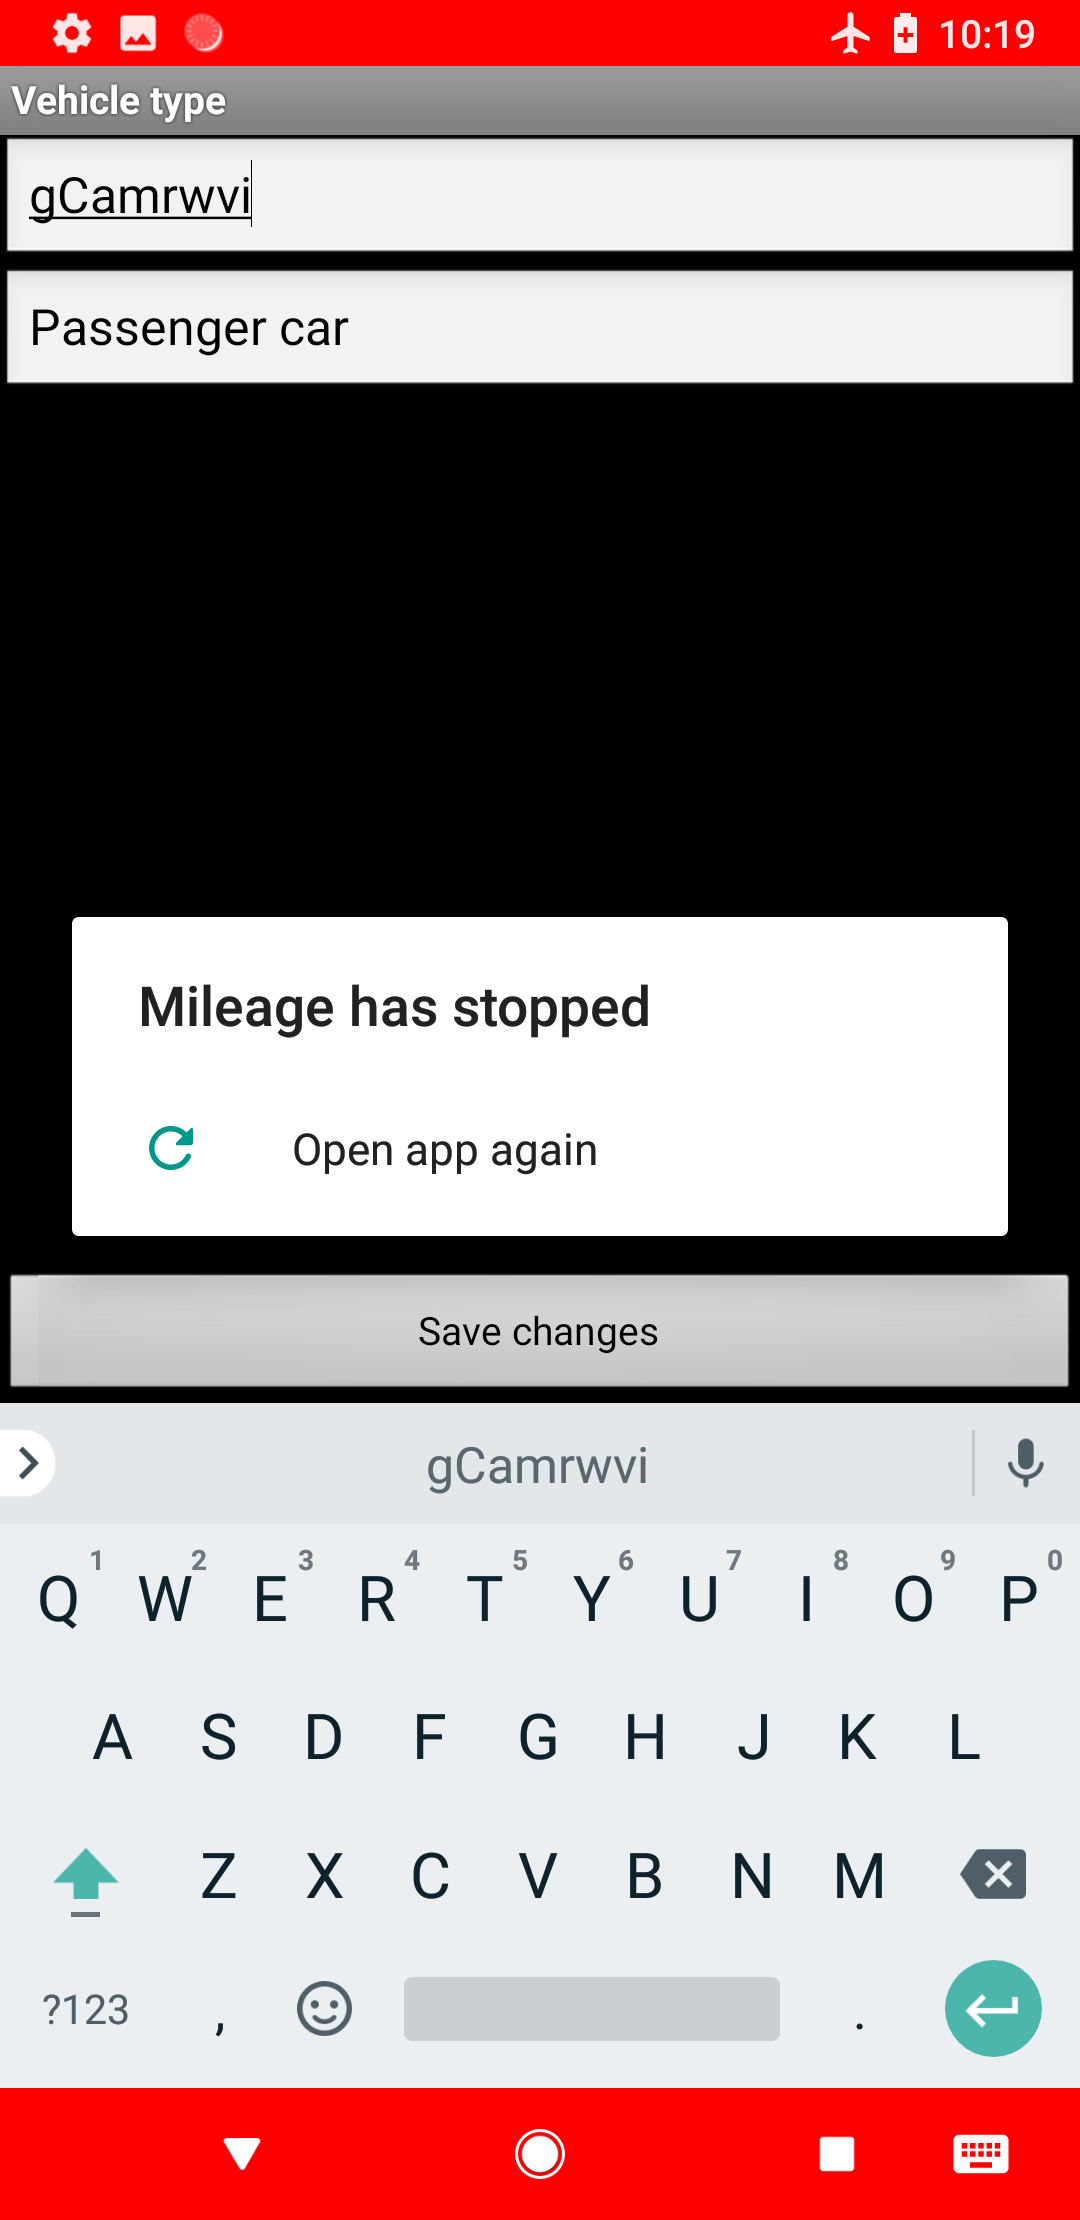 10:19
Vehicle type
gCamrwvi
Passenger car
Mileage has stopped
Open app again
Save changes
gCamrwvi
1 2 3 4 5 6 7 8 9 0
Q W E R T Y U I O P
A S D F G H J K L
Z X C V B N M
?123 , .